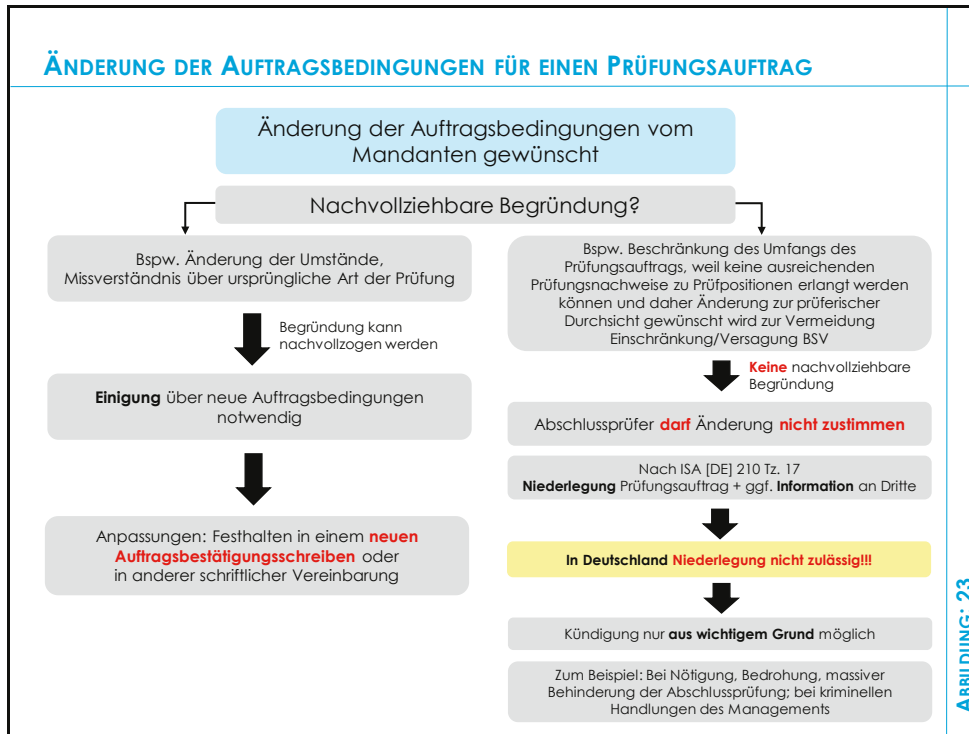 ÄNDERUNG DER AUFTRAGSBEDINGUNGEN FÜR EINEN PRÜFUNGSAUFTRAG
Änderung der Auftragsbedingungen vom
Mandanten gewünscht
Nachvollziehbare Begründung?
Bspw. Änderung der Umstände,
Missverständnis über ursprüngliche Art der Prüfung
Begründung kann
nachvollzogen werden
Einigung über neue Auftragsbedingungen
notwendig
Anpassungen: Festhalten in einem neuen
Auftragsbestätigungsschreiben oder
in anderer schriftlicher Vereinbarung
Bspw. Beschränkung des Umfangs des
Prüfungsauftrags, weil keine ausreichenden
Prüfungsnachweise zu Prüfpositionen erlangt werden
können und daher Änderung zur prüferischer
Durchsicht gewünscht wird zur Vermeidung
Einschränkung/Versagung BSV
Keine nachvollziehbare
Begründung
Abschlussprüfer darf Änderung nicht zustimmen
Nach ISA [DE] 210 Tz. 17
Niederlegung Prüfungsauftrag + ggf. Information an Dritte
In Deutschland Niederlegung nicht zulässig!!!
Kündigung nur aus wichtigem Grund möglich
Zum Beispiel: Bei Nötigung, Bedrohung, massiver
Behinderung der Abschlussprüfung; bei kriminellen
Handlungen des Managements
ABBILDUNG: 23